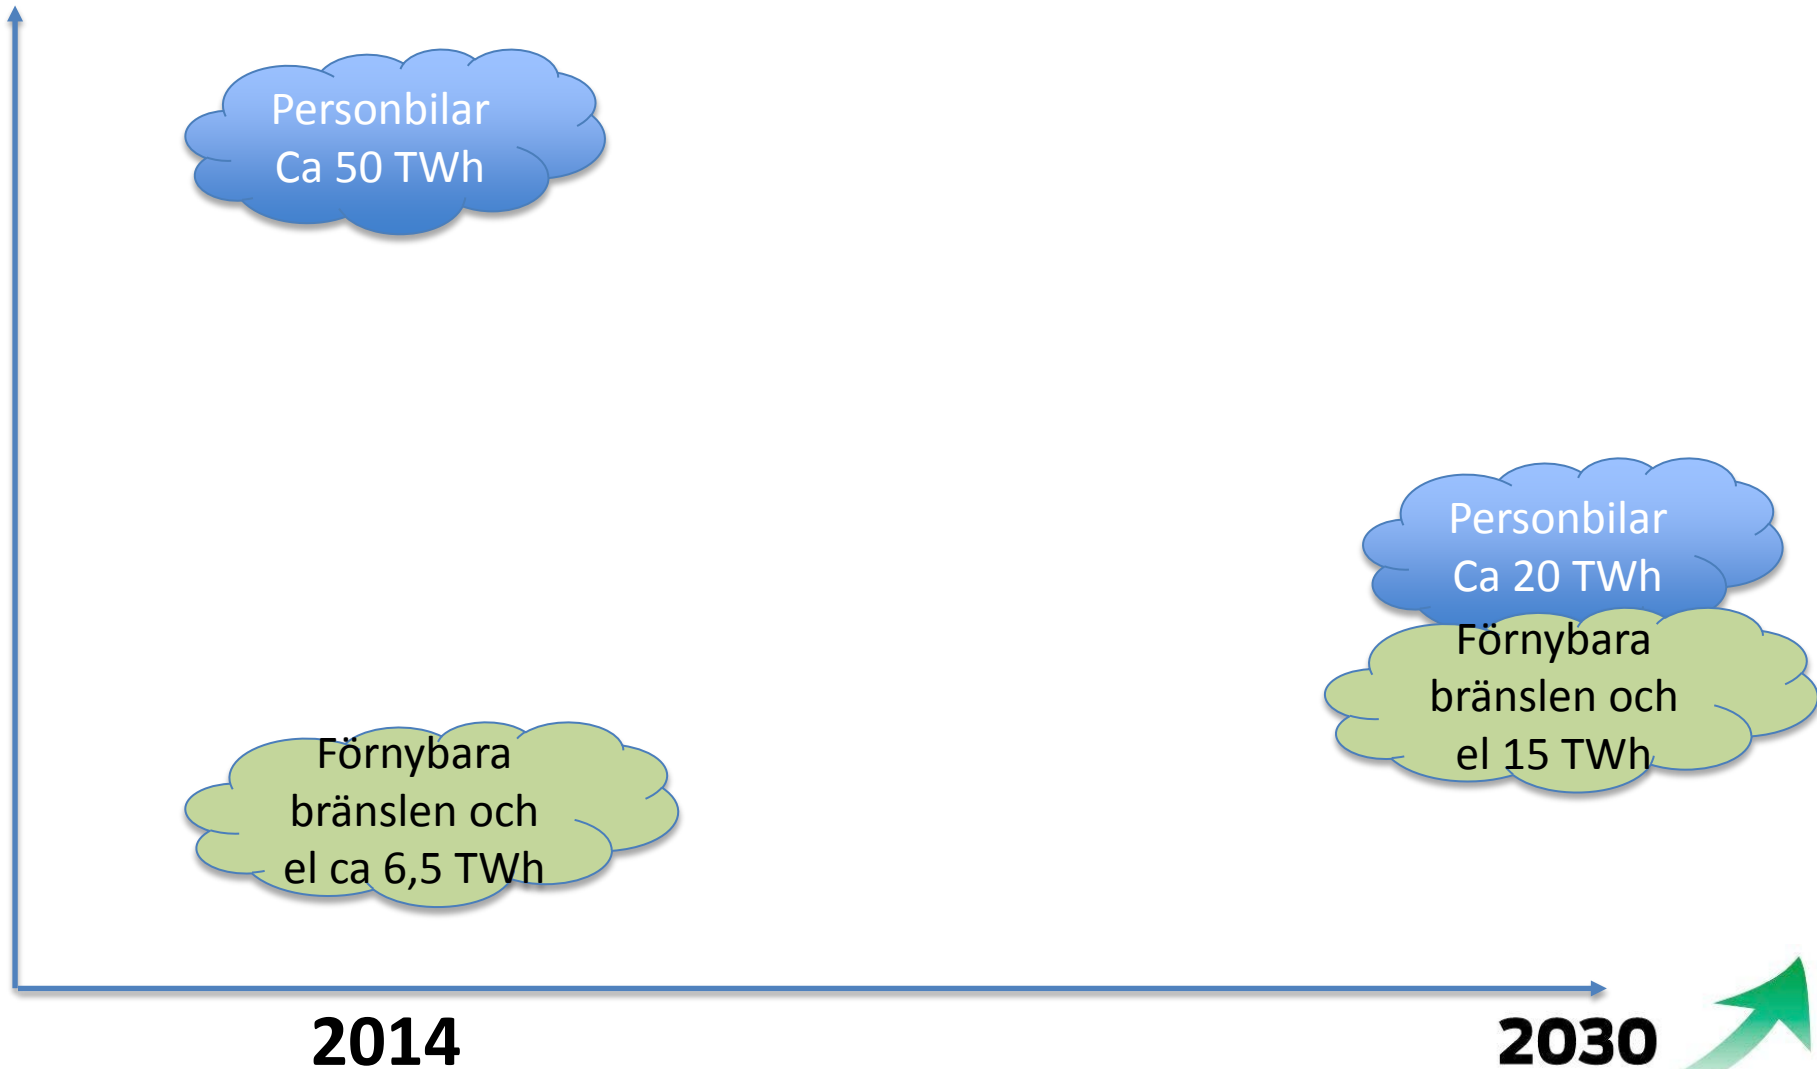 Personbilar
Ca 50 TWh
Personbilar
Ca 20 TWh
Förnybara
bränslen och
el 15 TWh
Förnybara
bränslen och
el ca 6,5 TWh
2014
2030